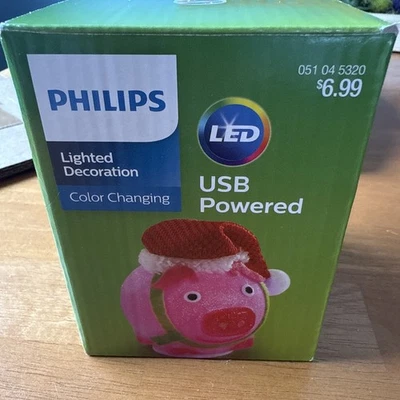 PHILIPS
Lighted
Decoration
Color Changing
LED
USB
Powered
051 04 5320
$6.99